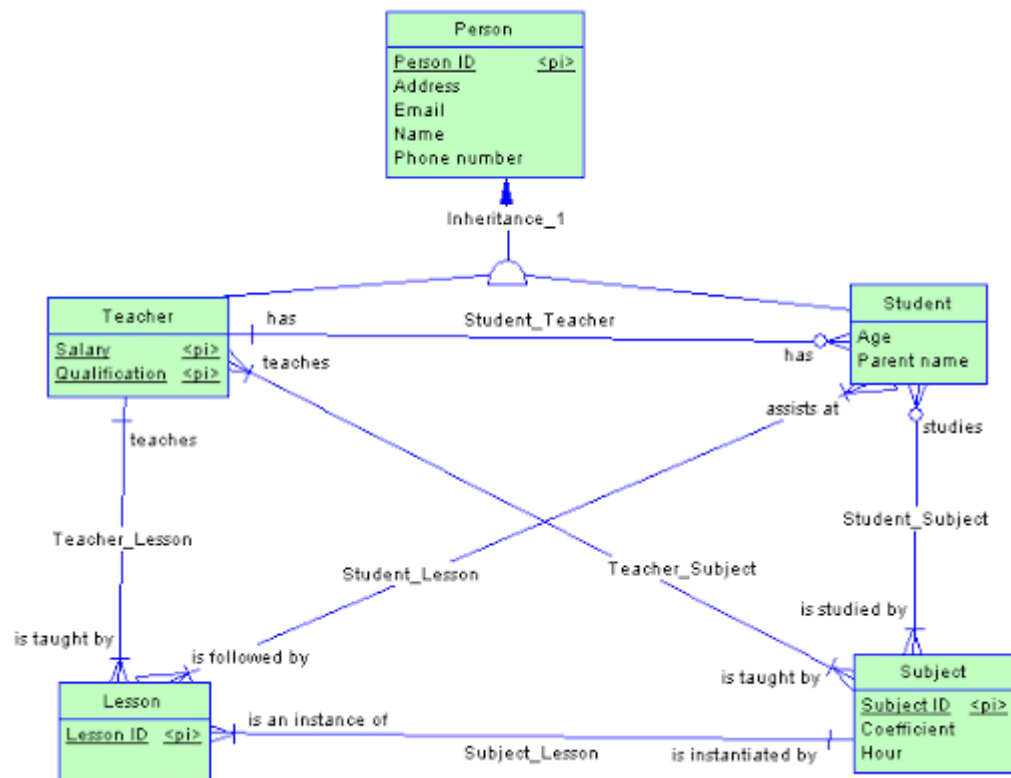 Person
Person ID <pi>
Address
Email
Name
Phone number
Inheritance_1
Teacher
Salary <pi>
Qualification <pi>
has
Student_Teacher
has
Student
Age
Parent name
teaches
assists at
studies
teaches
Teacher_Lesson
Student_Lesson
Teacher_Subject
Student_Subject
is studied by
is taught by
is followed by
is taught by
Lesson
Lesson ID <pi>
is an instance of
Subject_Lesson
is instantiated by
Subject
Subject ID <pi>
Coefficient
Hour